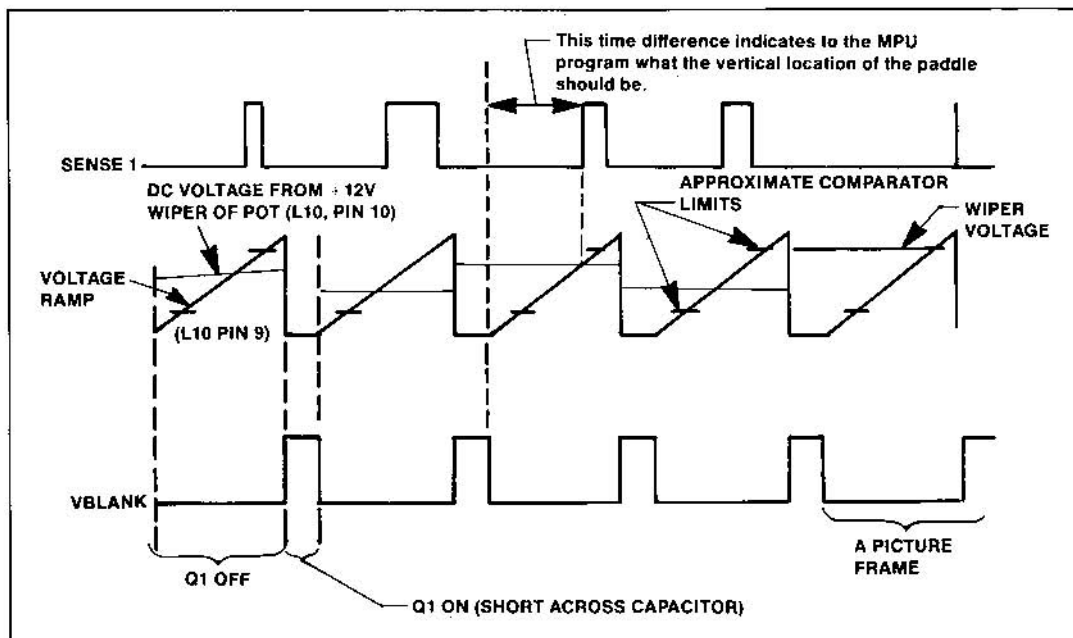 This time difference indicates to the MPU
program what the vertical location of the paddle
should be.
SENSE 1
DC VOLTAGE FROM + 12V
WIPER OF POT (L10, PIN 10)
APPROXIMATE COMPARATOR
LIMITS
WIPER
VOLTAGE
VOLTAGE
RAMP
(L10 PIN 9)
VBLANK
Q1 OFF
A PICTURE
FRAME
Q1 ON (SHORT ACROSS CAPACITOR)